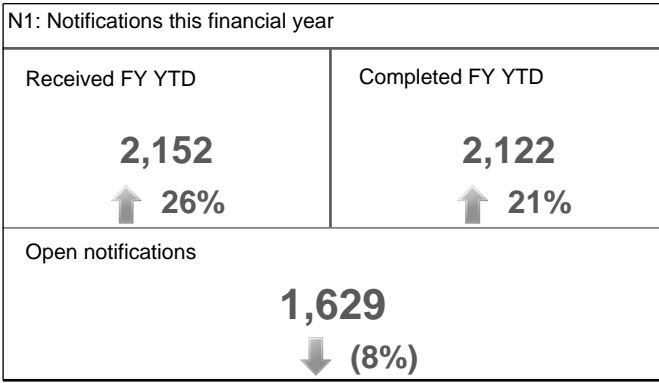 N1: Notifications this financial year
Received FY YTD
2,152
26%
Completed FY YTD
2,122
21%
Open notifications
1,629
(8%)